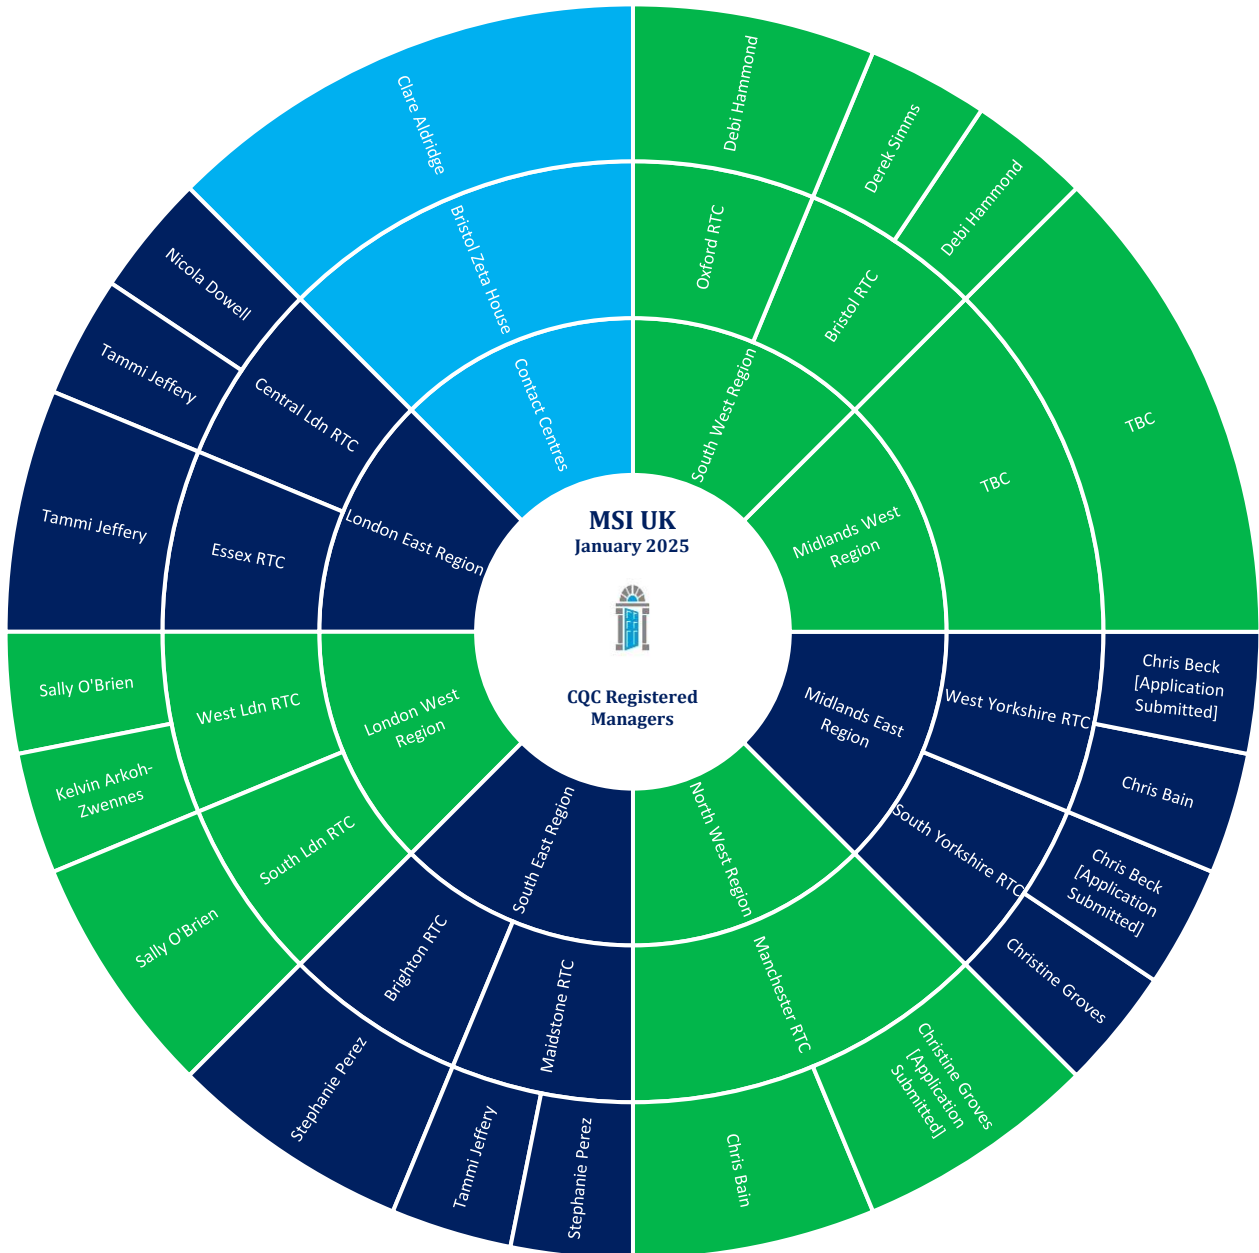 MSI UK
January 2025
CQC Registered
Managers
South West Region
Oxford RTC
Debi Hammond
Bristol RTC
Derek Simms
Debi Hammond
Midlands West
Region
TBC
TBC
Midlands East
Region
West Yorkshire RTC
Chris Beck
[Application
Submitted]
Chris Bain
South Yorkshire RTC
Chris Beck
[Application
Submitted]
Christine Groves
North West Region
Manchester RTC
Christine Groves
[Application
Submitted]
Chris Bain
South East Region
Maidstone RTC
Stephanie Perez
Tammi Jeffery
Brighton RTC
Stephanie Perez
London West
Region
South Ldn RTC
Sally O'Brien
West Ldn RTC
Kelvin Arkoh-
Zwennes
Sally O'Brien
London East Region
Essex RTC
Tammi Jeffery
Central Ldn RTC
Tammi Jeffery
Nicola Dowell
Contact Centres
Bristol Zeta House
Clare Aldridge